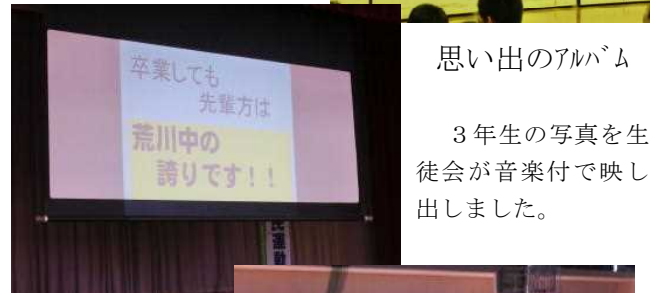 卒業しても
先輩方は
荒川中の
誇りです！！
思い出のｱﾙﾊﾞﾑ
３年生の写真を生
徒会が音楽付で映し
出しました。